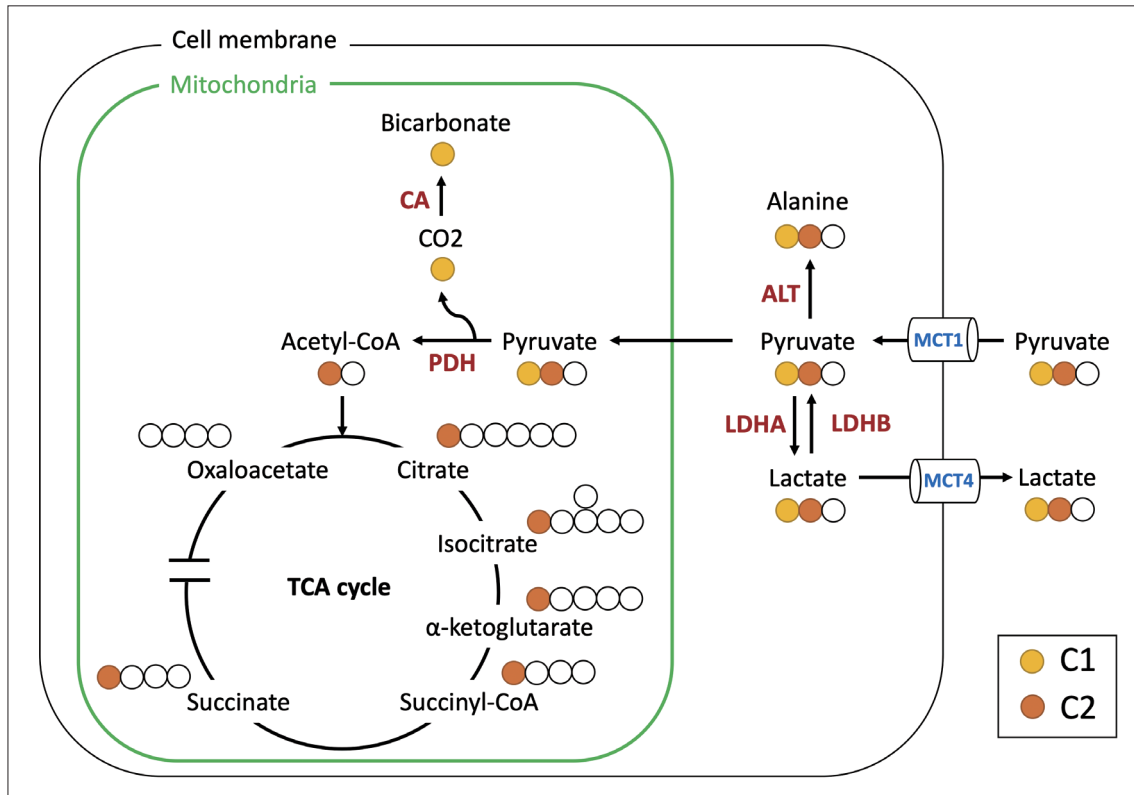 Cell membrane
Mitochondria
Bicarbonate
CA
CO2
Alanine
ALT
Acetyl-CoA
PDH
Pyruvate
Pyruvate
MCT1
Pyruvate
LDHA
LDHB
Oxaloacetate
Citrate
Lactate
MCT4
Lactate
Isocitrate
TCA cycle
α-ketoglutarate
Succinate
Succinyl-CoA
C1
C2